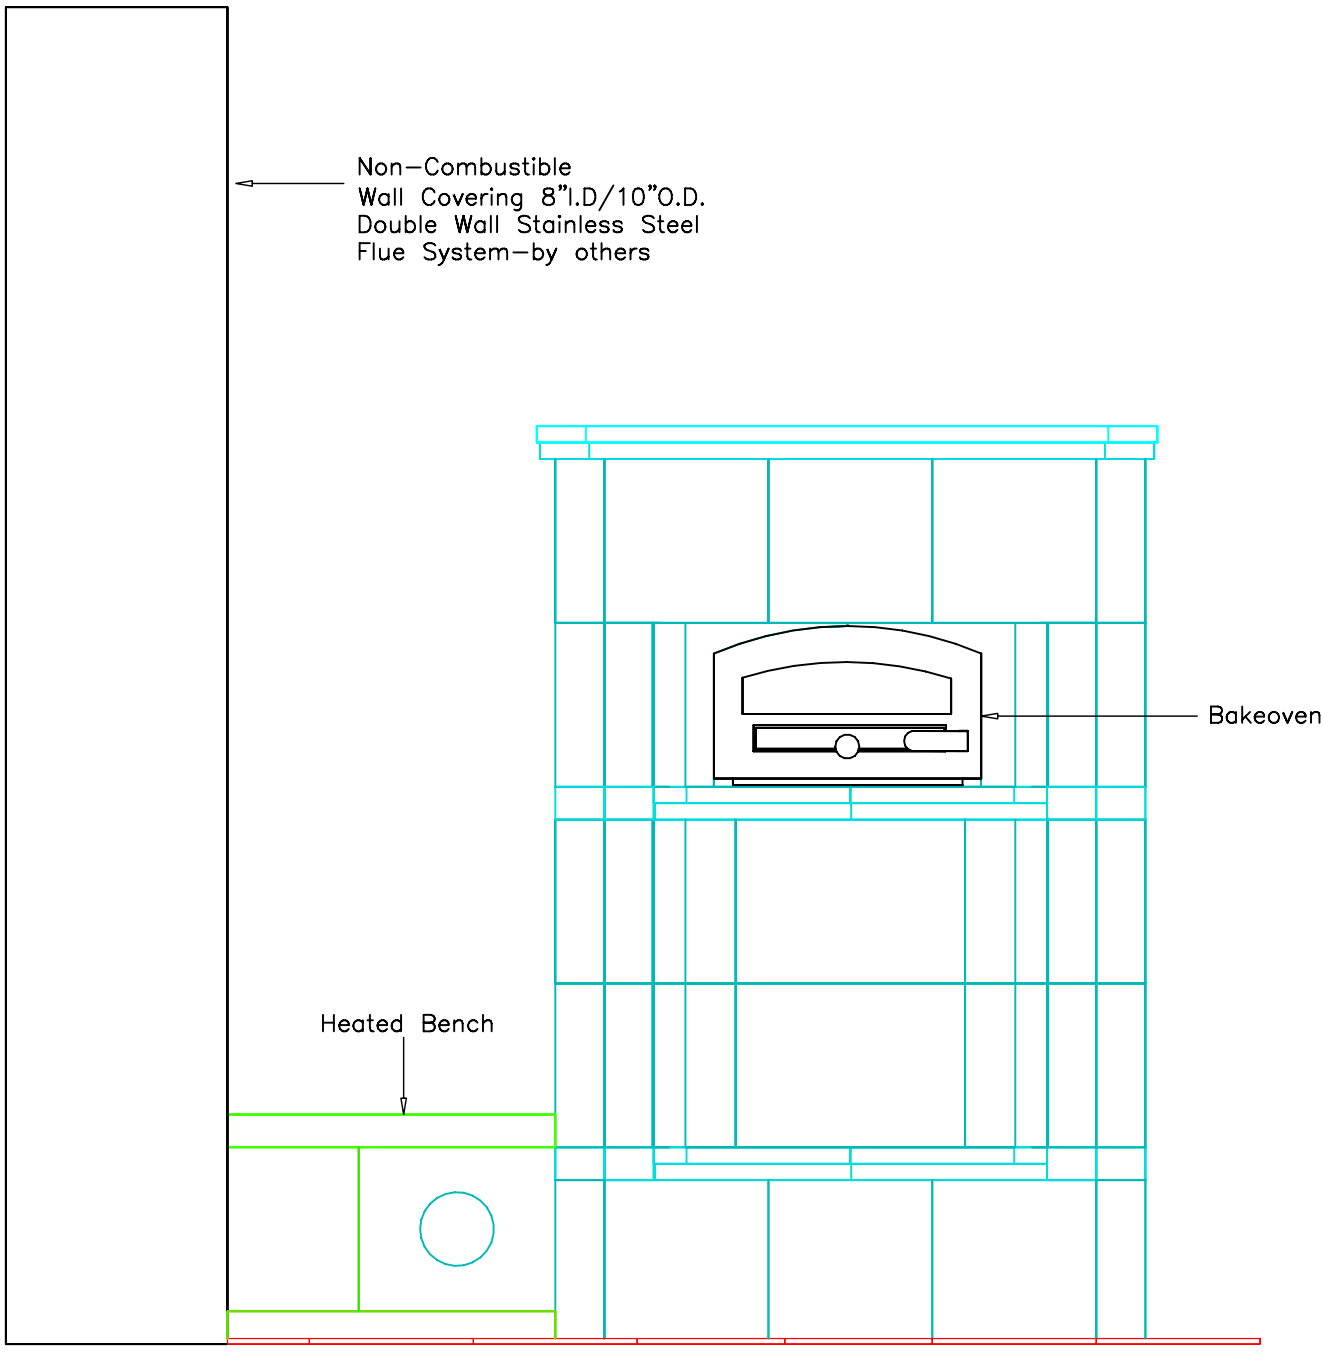 Non-Combustible
Wall Covering 8"I.D/10"O.D.
Double Wall Stainless Steel
Flue System-by others
Bakeoven
Heated Bench